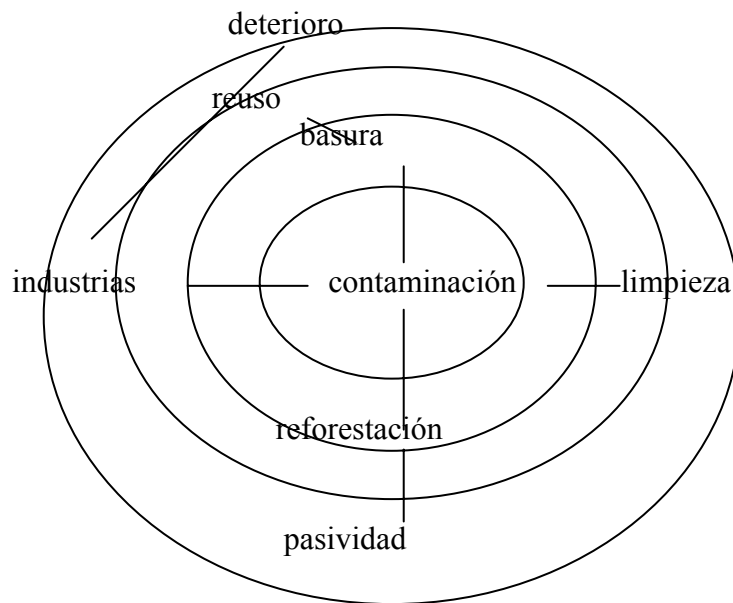 deterioro
reuso
basura
industrias
contaminación
limpieza
reforestación
pasividad